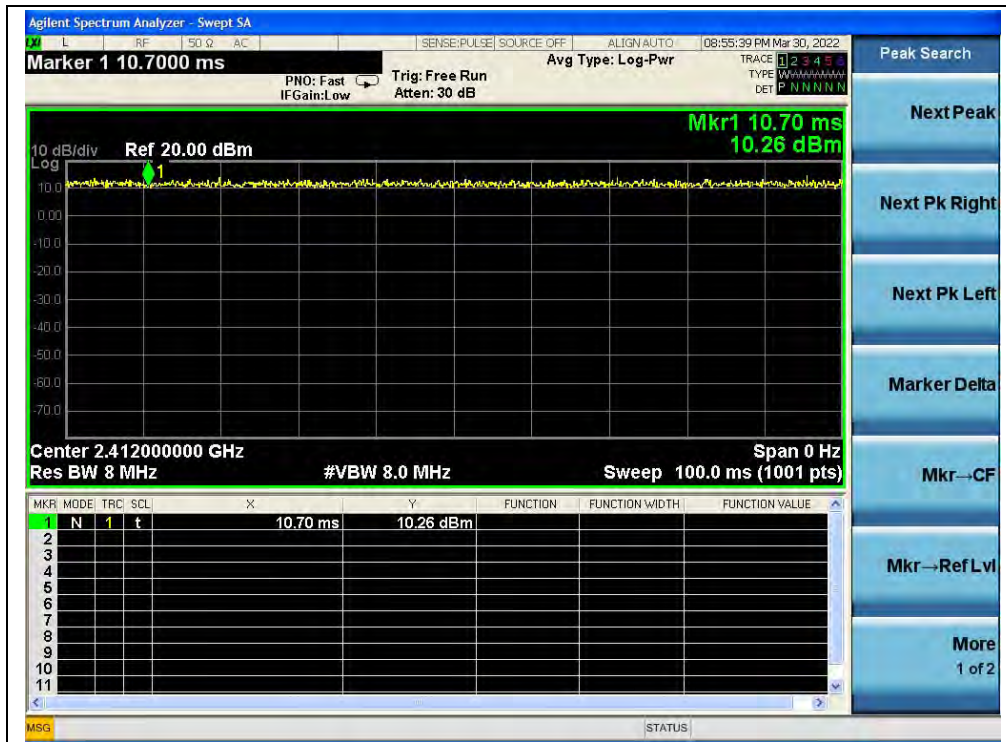 Agilent Spectrum Analyzer - Swept SA
LXI L RF 50 Ω AC SENSE:PULSE SOURCE OFF ALIGN AUTO 08:55:39 PM Mar 30, 2022
Marker 1 10.7000 ms
PNO: Fast
IFGain:Low
Trig: Free Run
Atten: 30 dB
Avg Type: Log-Pwr
TRACE 1 2 3 4 5 6
TYPE W
DET P N N N N N
Mkr1 10.70 ms
10.26 dBm
10 dB/div Ref 20.00 dBm
Log
1
10.0
0.00
-10.0
-20.0
-30.0
-40.0
-50.0
-60.0
-70.0
Center 2.412000000 GHz Span 0 Hz
Res BW 8 MHz #VBW 8.0 MHz Sweep 100.0 ms (1001 pts)
MKR MODE TRC SCL X Y FUNCTION FUNCTION WIDTH FUNCTION VALUE
1 N 1 t 10.70 ms 10.26 dBm
2
3
4
5
6
7
8
9
10
11
MSG STATUS
Peak Search
Next Peak
Next Pk Right
Next Pk Left
Marker Delta
Mkr→CF
Mkr→Ref Lvl
More
1 of 2